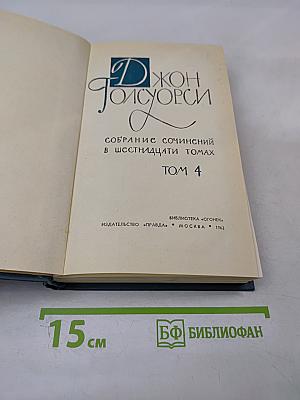 Джон
Голсуорси
СОБРАНИЕ СОЧИНЕНИЙ
В ШЕСТНАДЦАТИ ТОМАХ
ТОМ 4
БИБЛИОТЕКА «ОГОНЕК»
ИЗДАТЕЛЬСТВО «ПРАВДА» • МОСКВА • 1962
15 см
БФ БИБЛИОФАН